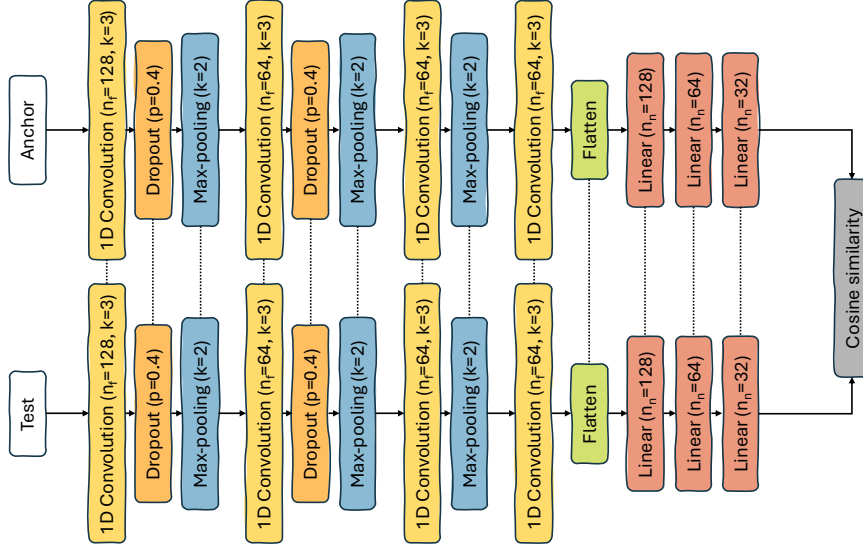 Test
1D Convolution (nf=128, k=3)
Dropout (p=0.4)
Max-pooling (k=2)
1D Convolution (nf=64, k=3)
Dropout (p=0.4)
Max-pooling (k=2)
1D Convolution (nf=64, k=3)
Max-pooling (k=2)
1D Convolution (nf=64, k=3)
Flatten
Linear (nn=128)
Linear (nn=64)
Linear (nn=32)
Anchor
1D Convolution (nf=128, k=3)
Dropout (p=0.4)
Max-pooling (k=2)
1D Convolution (nf=64, k=3)
Dropout (p=0.4)
Max-pooling (k=2)
1D Convolution (nf=64, k=3)
Max-pooling (k=2)
1D Convolution (nf=64, k=3)
Flatten
Linear (nn=128)
Linear (nn=64)
Linear (nn=32)
Cosine similarity